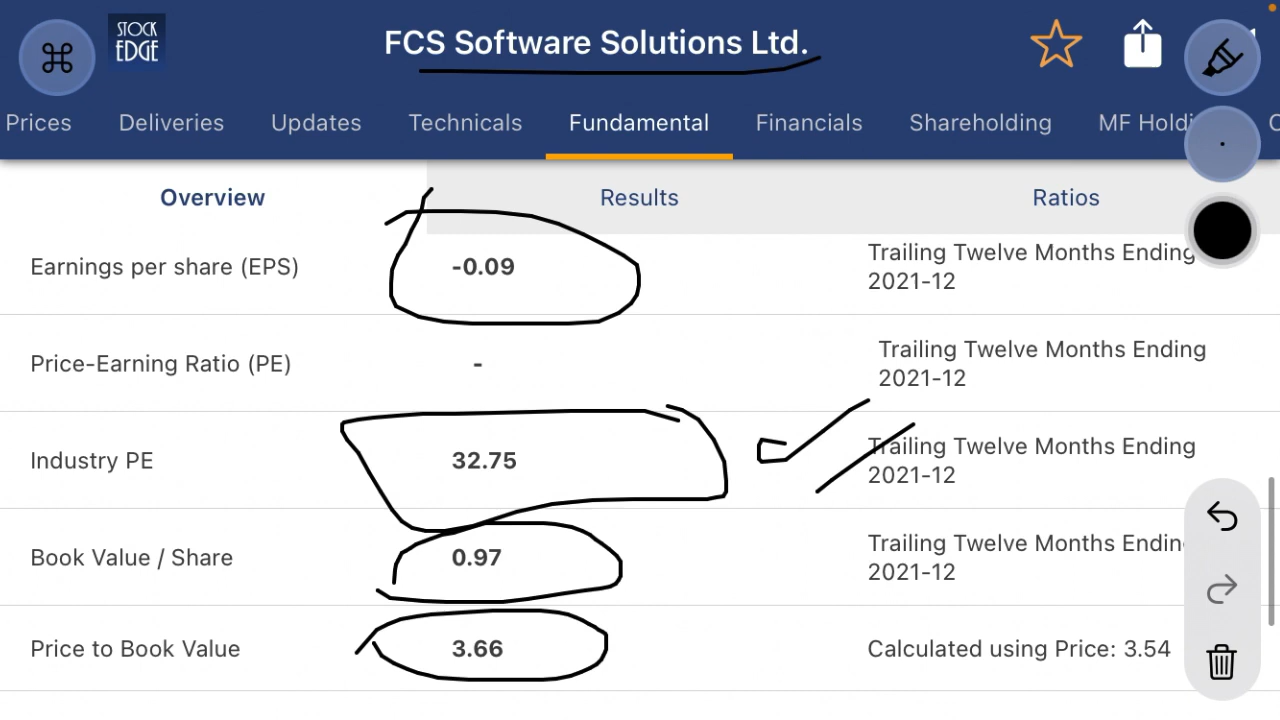 STOCK
EDGE
FCS Software Solutions Ltd.
Prices Deliveries Updates Technicals Fundamental Financials Shareholding MF Holdi
Overview Results Ratios
Earnings per share (EPS) -0.09 Trailing Twelve Months Ending
2021-12
Price-Earning Ratio (PE) - Trailing Twelve Months Ending
2021-12
Industry PE 32.75 Trailing Twelve Months Ending
2021-12
Book Value / Share 0.97 Trailing Twelve Months Ending
2021-12
Price to Book Value 3.66 Calculated using Price: 3.54